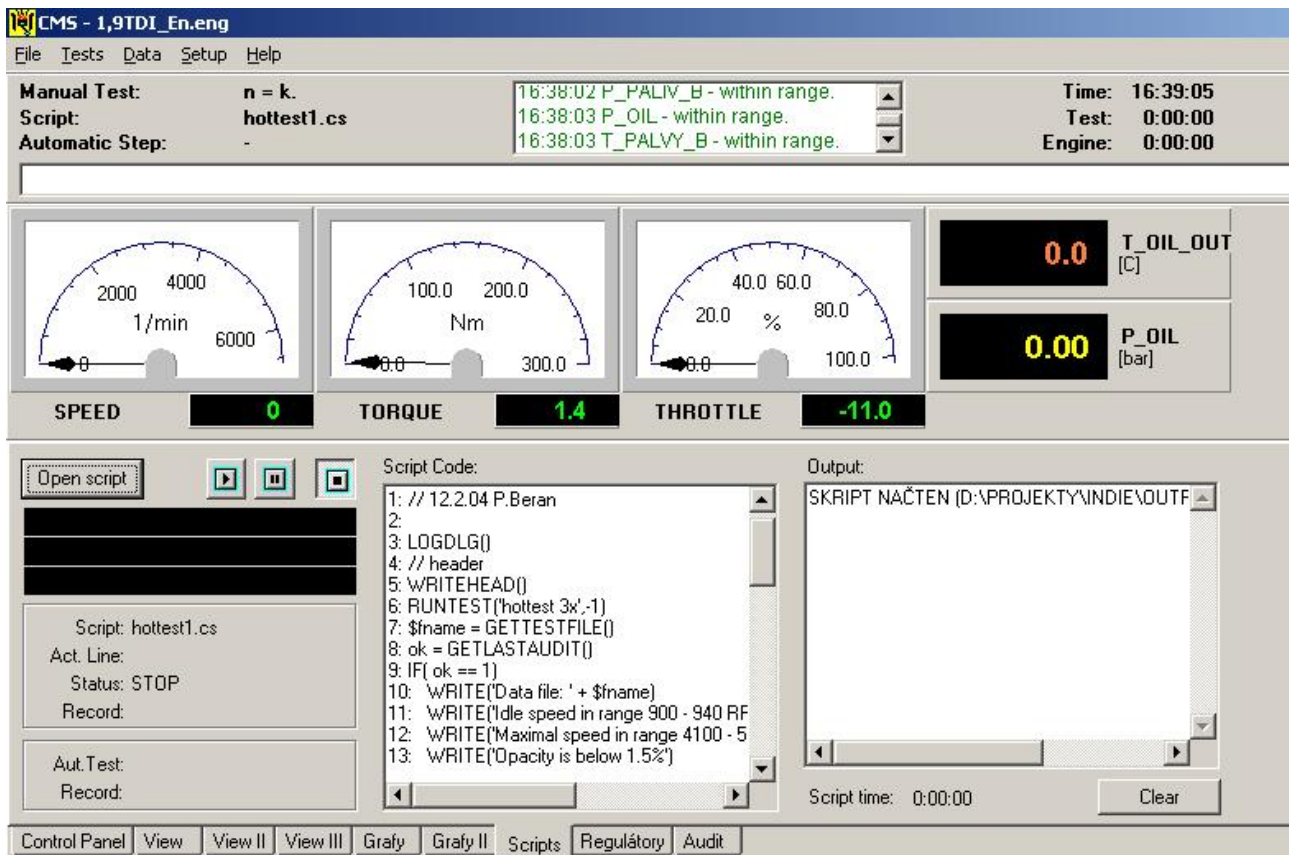 CMS - 1,9TDI_En.eng
File Tests Data Setup Help
Manual Test: n = k.
Script: hottest1.cs
Automatic Step: -
16:38:02 P_PALIV_B - within range.
16:38:03 P_OIL - within range.
16:38:03 T_PALVY_B - within range.
Time: 16:39:05
Test: 0:00:00
Engine: 0:00:00
0 2000 4000 6000
1/min
SPEED 0
0.0 100.0 200.0 300.0
Nm
TORQUE 1.4
0.0 20.0 40.0 60.0 80.0 100.0
%
THROTTLE -11.0
0.0 T_OIL_OUT
[C]
0.00 P_OIL
[bar]
Open script
Script: hottest1.cs
Act. Line:
Status: STOP
Record:
Aut.Test:
Record:
Script Code:
1: // 12.2.04 P.Beran
2:
3: LOGDLG()
4: // header
5: WRITEHEAD()
6: RUNTEST('hottest 3x',-1)
7: $fname = GETTESTFILE()
8: ok = GETLASTAUDIT()
9: IF( ok == 1)
10: WRITE('Data file: ' + $fname)
11: WRITE('Idle speed in range 900 - 940 RF
12: WRITE('Maximal speed in range 4100 - 5
13: WRITE('Opacity is below 1.5%')
Output:
SKRIPT NAČTEN (D:\PROJEKTY\INDIE\OUTF
Script time: 0:00:00
Clear
Control Panel View View II View III Grafy Grafy II Scripts Regulátory Audit